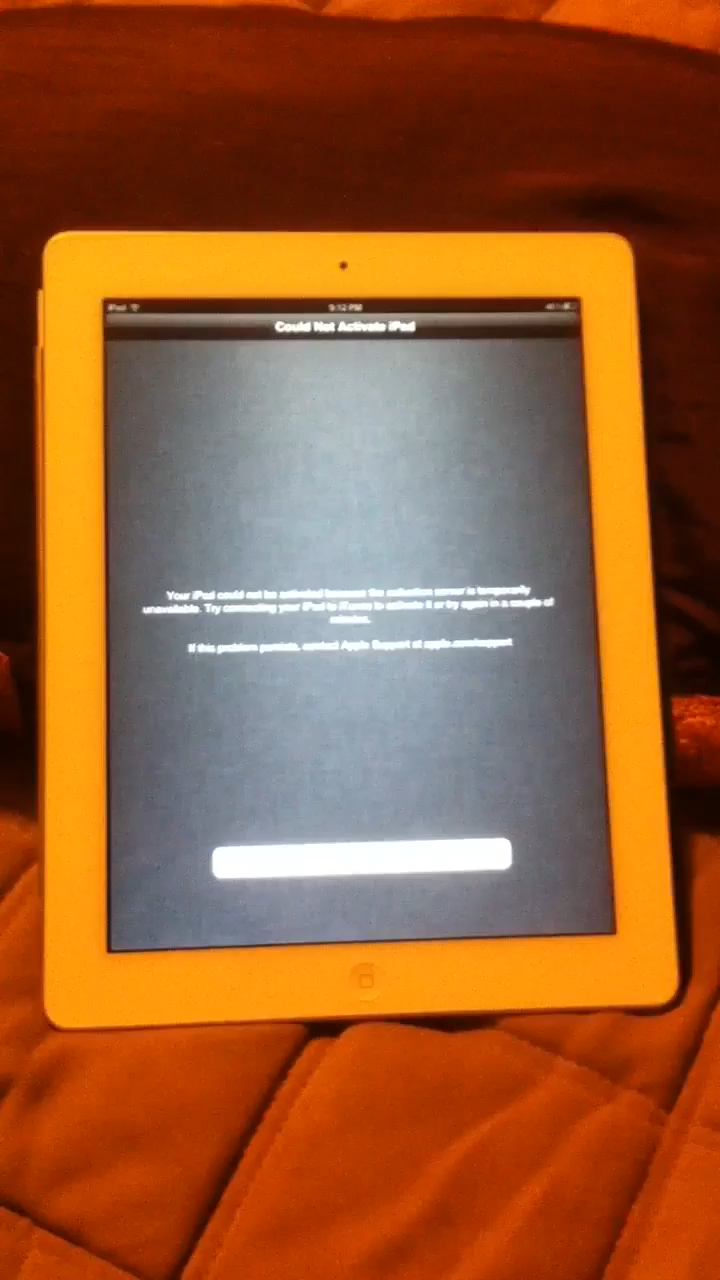 iPad 9:12 PM
Could Not Activate iPad
Your iPad could not be activated because the activation server is temporarily
unavailable. Try connecting your iPad to iTunes to activate it or try again in a couple of
minutes.
If this problem persists, contact Apple Support at apple.com/support